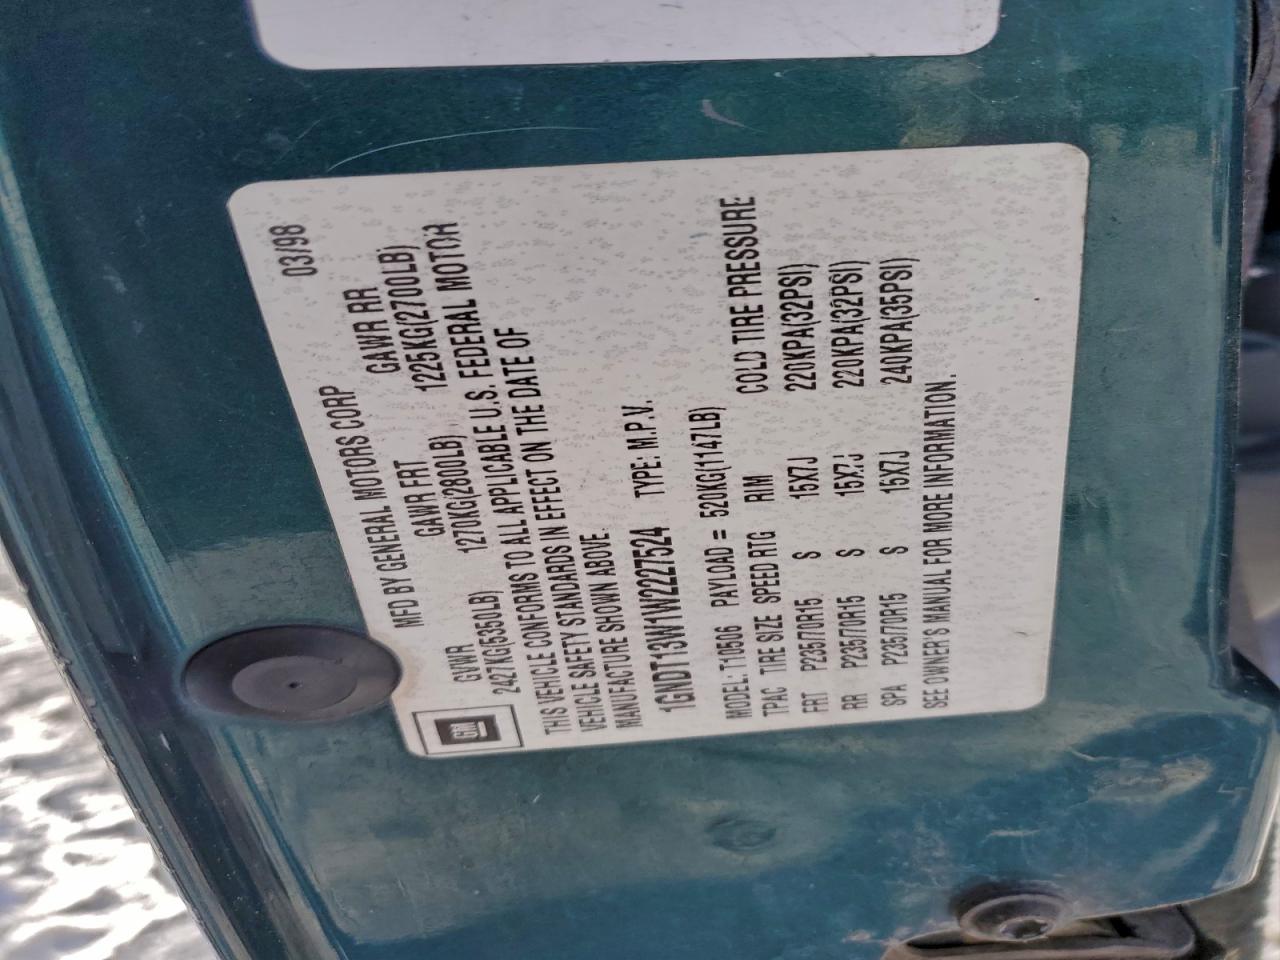 GM
MFD BY GENERAL MOTORS CORP 03/98
GVWR GAWR FRT GAWR RR
2427KG(5350LB) 1270KG(2800LB) 1225KG(2700LB)
THIS VEHICLE CONFORMS TO ALL APPLICABLE U.S. FEDERAL MOTOR
VEHICLE SAFETY STANDARDS IN EFFECT ON THE DATE OF
MANUFACTURE SHOWN ABOVE.
1GNDT13W1W2227524 TYPE: M.P.V.
MODEL: T10506 PAYLOAD = 520KG(1147LB)
TPAC TIRE SIZE SPEED RTG RIM COLD TIRE PRESSURE
FRT P235/70R15 S 15X7J 220KPA(32PSI)
RR P235/70R15 S 15X7J 220KPA(32PSI)
SPA P235/70R15 S 15X7J 240KPA(35PSI)
SEE OWNER'S MANUAL FOR MORE INFORMATION.